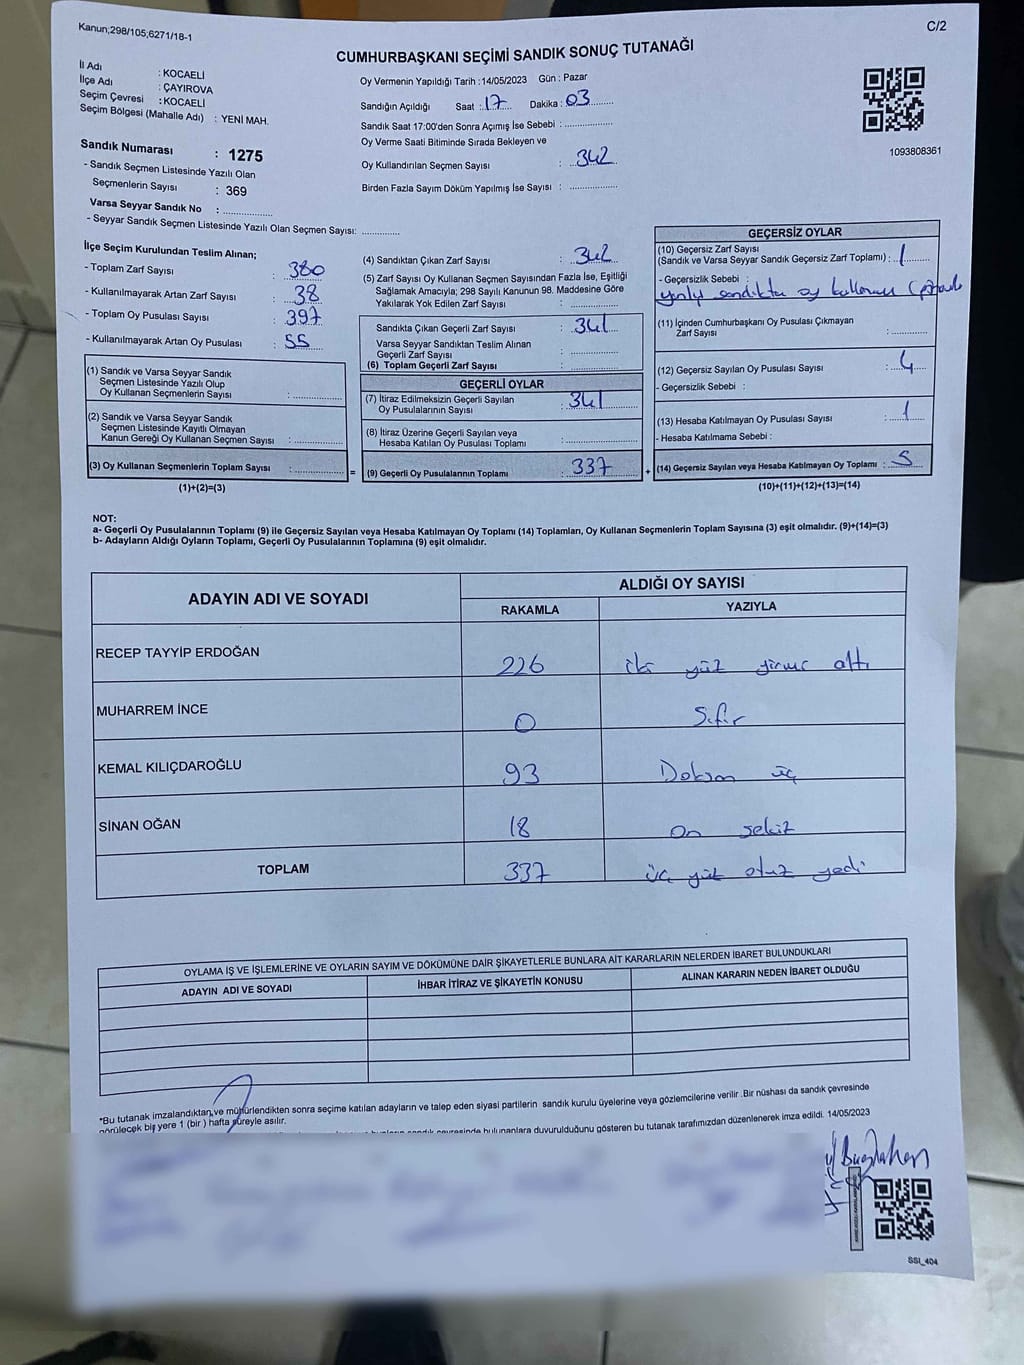 Kanun;298/105;6271/18-1
C/2
CUMHURBAŞKANI SEÇİMİ SANDIK SONUÇ TUTANAĞI
İl Adı : KOCAELİ
İlçe Adı : ÇAYIROVA
Seçim Çevresi : KOCAELİ
Seçim Bölgesi (Mahalle Adı) : YENİ MAH.
Sandık Numarası : 1275
- Sandık Seçmen Listesinde Yazılı Olan
Seçmenlerin Sayısı : 369
Varsa Seyyar Sandık No : ..................
- Seyyar Sandık Seçmen Listesinde Yazılı Olan Seçmen Sayısı: ..............
Oy Vermenin Yapıldığı Tarih : 14/05/2023 Gün : Pazar
Sandığın Açıldığı Saat : 17 Dakika : 03
Sandık Saat 17:00'den Sonra Açımış İse Sebebi : ..................
Oy Verme Saati Bitiminde Sırada Bekleyen ve
Oy Kullandırılan Seçmen Sayısı : 342
Birden Fazla Sayım Döküm Yapılmış İse Sayısı : ..................
1093808361
İlçe Seçim Kurulundan Teslim Alınan;
- Toplam Zarf Sayısı : 380
- Kullanılmayarak Artan Zarf Sayısı : 38
- Toplam Oy Pusulası Sayısı : 397
- Kullanılmayarak Artan Oy Pusulası : 55
(1) Sandık ve Varsa Seyyar Sandık
Seçmen Listesinde Yazılı Olup
Oy Kullanan Seçmenlerin Sayısı : ..................
(2) Sandık ve Varsa Seyyar Sandık
Seçmen Listesinde Kayıtlı Olmayan
Kanun Gereği Oy Kullanan Seçmen Sayısı : ..................
(3) Oy Kullanan Seçmenlerin Toplam Sayısı : ..................
(1)+(2)=(3)
(4) Sandıktan Çıkan Zarf Sayısı : 342
(5) Zarf Sayısı Oy Kullanan Seçmen Sayısından Fazla İse, Eşitliği
Sağlamak Amacıyla; 298 Sayılı Kanunun 98. Maddesine Göre
Yakılarak Yok Edilen Zarf Sayısı : ..................
Sandıkta Çıkan Geçerli Zarf Sayısı : 341
Varsa Seyyar Sandıktan Teslim Alınan
Geçerli Zarf Sayısı : ..................
(6) Toplam Geçerli Zarf Sayısı : ..................
GEÇERLİ OYLAR
(7) İtiraz Edilmeksizin Geçerli Sayılan : 341
Oy Pusulalarının Sayısı
(8) İtiraz Üzerine Geçerli Sayılan veya
Hesaba Katılan Oy Pusulası Toplamı : ..................
= (9) Geçerli Oy Pusulalarının Toplamı : 337
GEÇERSİZ OYLAR
(10) Geçersiz Zarf Sayısı
(Sandık ve Varsa Seyyar Sandık Geçersiz Zarf Toplamı) : 1
- Geçersizlik Sebebi :
sandıkta oy
(11) İçinden Cumhurbaşkanı Oy Pusulası Çıkmayan
Zarf Sayısı : ..................
(12) Geçersiz Sayılan Oy Pusulası Sayısı : 4
- Geçersizlik Sebebi :
(13) Hesaba Katılmayan Oy Pusulası Sayısı : 1
- Hesaba Katılmama Sebebi :
+ (14) Geçersiz Sayılan veya Hesaba Katılmayan Oy Toplamı : 5
(10)+(11)+(12)+(13)=(14)
NOT:
a- Geçerli Oy Pusulalarının Toplamı (9) ile Geçersiz Sayılan veya Hesaba Katılmayan Oy Toplamı (14) Toplamları, Oy Kullanan Seçmenlerin Toplam Sayısına (3) eşit olmalıdır. (9)+(14)=(3)
b- Adayların Aldığı Oyların Toplamı, Geçerli Oy Pusulalarının Toplamına (9) eşit olmalıdır.
ADAYIN ADI VE SOYADI
ALDIĞI OY SAYISI
RAKAMLA YAZIYLA
RECEP TAYYİP ERDOĞAN 226 iki yüz yirmi altı
MUHARREM İNCE 0 Sıfır
KEMAL KILIÇDAROĞLU 93 Doksan üç
SİNAN OĞAN 18 on sekiz
TOPLAM 337 üç yüz otuz yedi
OYLAMA İŞ VE İŞLEMLERİNE VE OYLARIN SAYIM VE DÖKÜMÜNE DAİR ŞİKAYETLERLE BUNLARA AİT KARARLARIN NELERDEN İBARET BULUNDUKLARI
ADAYIN ADI VE SOYADI İHBAR İTİRAZ VE ŞİKAYETİN KONUSU ALINAN KARARIN NEDEN İBARET OLDUĞU
*Bu tutanak imzalandıktan ve mühürlendikten sonra seçime katılan adayların ve talep eden siyasi partilerin sandık kurulu üyelerine veya gözlemcilerine verilir. Bir nüshası da sandık çevresinde
görülecek bir yere 1 (bir ) hafta süreyle asılır.
bulunanlara duyurulduğunu gösteren bu tutanak tarafımızdan düzenlenerek imza edildi. 14/05/2023
SSI_404